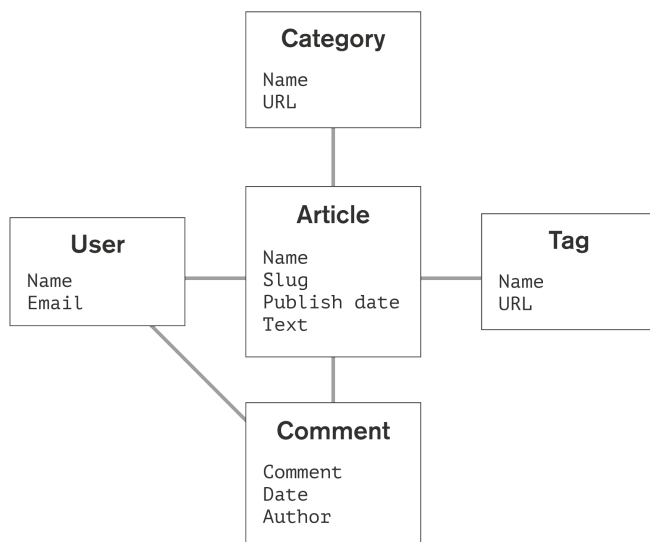 Category
Name
URL
User
Name
Email
Article
Name
Slug
Publish date
Text
Tag
Name
URL
Comment
Comment
Date
Author